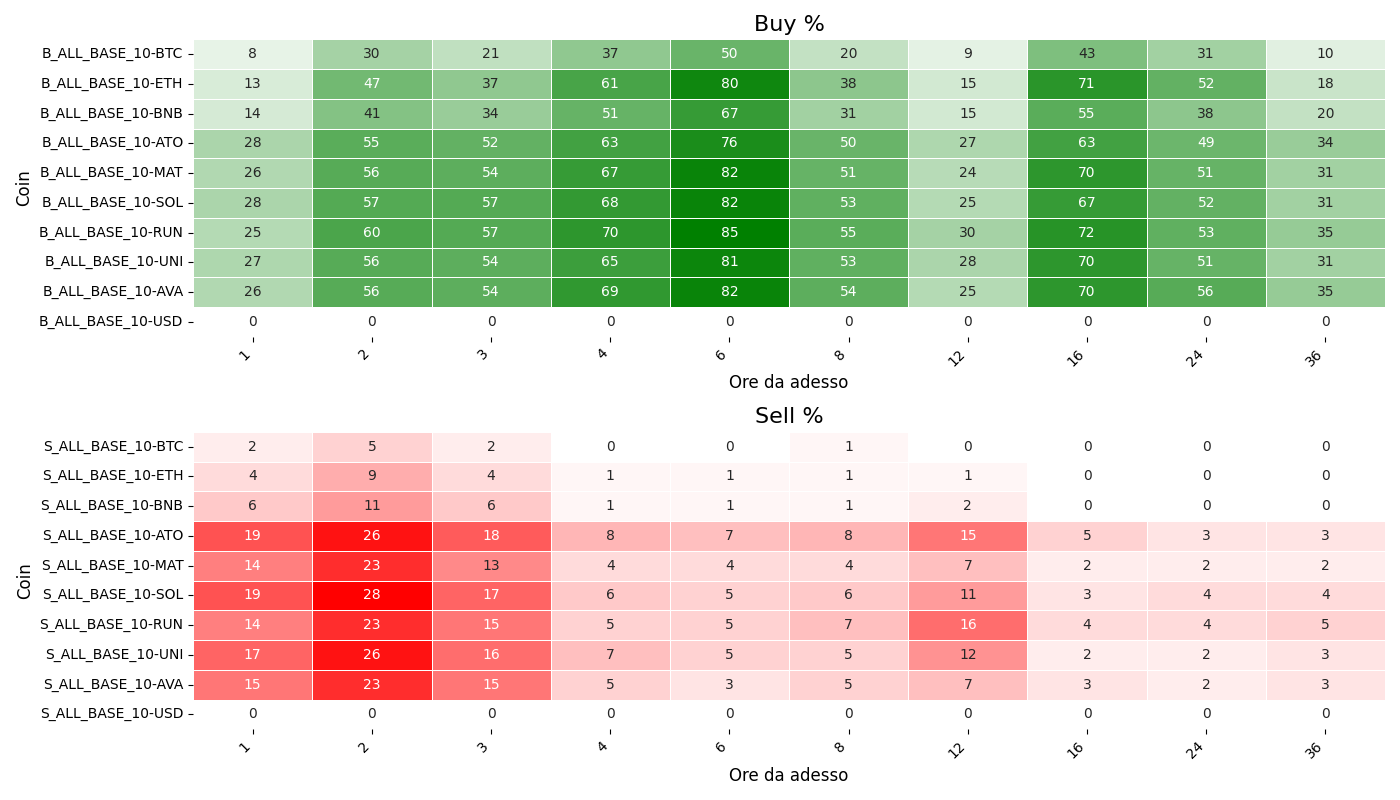 Buy %
Coin
B_ALL_BASE_10-BTC 8 30 21 37 50 20 9 43 31 10
B_ALL_BASE_10-ETH 13 47 37 61 80 38 15 71 52 18
B_ALL_BASE_10-BNB 14 41 34 51 67 31 15 55 38 20
B_ALL_BASE_10-ATO 28 55 52 63 76 50 27 63 49 34
B_ALL_BASE_10-MAT 26 56 54 67 82 51 24 70 51 31
B_ALL_BASE_10-SOL 28 57 57 68 82 53 25 67 52 31
B_ALL_BASE_10-RUN 25 60 57 70 85 55 30 72 53 35
B_ALL_BASE_10-UNI 27 56 54 65 81 53 28 70 51 31
B_ALL_BASE_10-AVA 26 56 54 69 82 54 25 70 56 35
B_ALL_BASE_10-USD 0 0 0 0 0 0 0 0 0 0
1 2 3 4 6 8 12 16 24 36
Ore da adesso
Sell %
Coin
S_ALL_BASE_10-BTC 2 5 2 0 0 1 0 0 0 0
S_ALL_BASE_10-ETH 4 9 4 1 1 1 1 0 0 0
S_ALL_BASE_10-BNB 6 11 6 1 1 1 2 0 0 0
S_ALL_BASE_10-ATO 19 26 18 8 7 8 15 5 3 3
S_ALL_BASE_10-MAT 14 23 13 4 4 4 7 2 2 2
S_ALL_BASE_10-SOL 19 28 17 6 5 6 11 3 4 4
S_ALL_BASE_10-RUN 14 23 15 5 5 7 16 4 4 5
S_ALL_BASE_10-UNI 17 26 16 7 5 5 12 2 2 3
S_ALL_BASE_10-AVA 15 23 15 5 3 5 7 3 2 3
S_ALL_BASE_10-USD 0 0 0 0 0 0 0 0 0 0
1 2 3 4 6 8 12 16 24 36
Ore da adesso